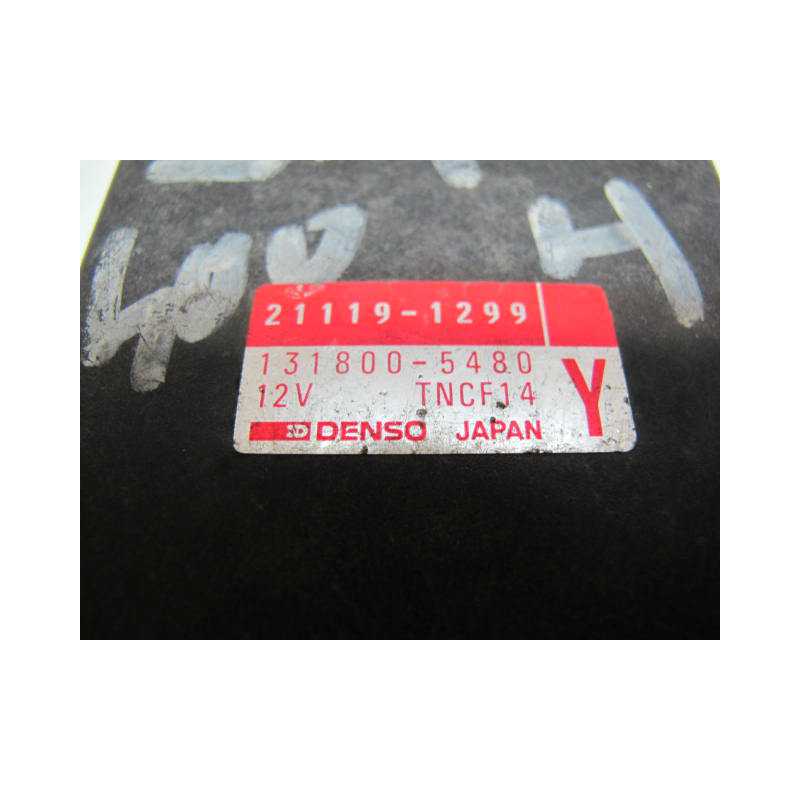 400 H
21119-1299
131800-5480
12V TNCF14 Y
DENSO JAPAN